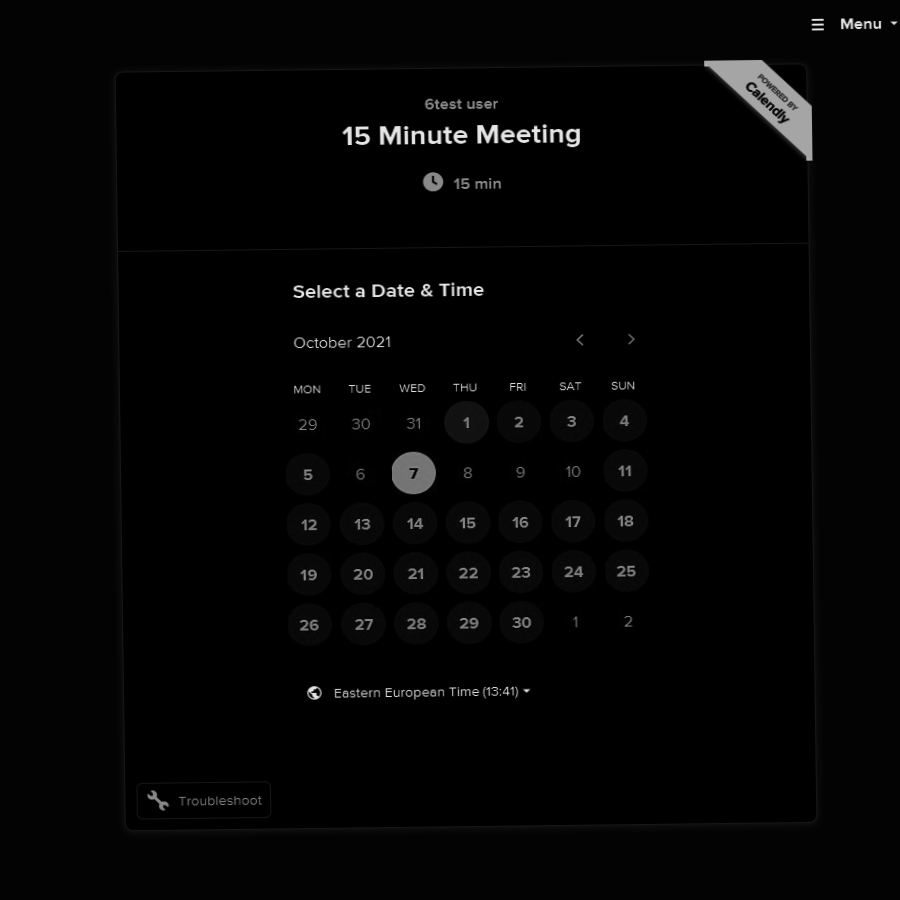 ☰ Menu
POWERED BY
Calendly
6test user
15 Minute Meeting
15 min
Select a Date & Time
October 2021
MON TUE WED THU FRI SAT SUN
29 30 31 1 2 3 4
5 6 7 8 9 10 11
12 13 14 15 16 17 18
19 20 21 22 23 24 25
26 27 28 29 30 1 2
Eastern European Time (13:41)
Troubleshoot